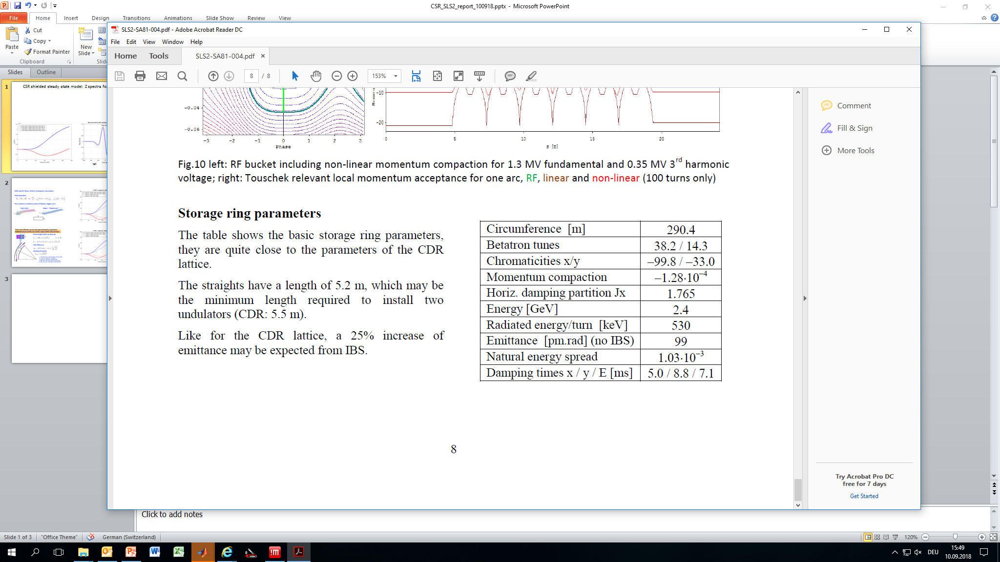 CSR_SLS2_report_100918.pptx - Microsoft PowerPoint
File Home Insert Design Transitions Animations Slide Show Review View
Paste
Cut
Copy
Format Painter
Clipboard
New
Slide
Slides Outline
1
CSR shielded steady state model: Z spectra
tail
2
3
SLS2-SA81-004.pdf - Adobe Acrobat Reader DC
File Edit View Window Help
Home Tools SLS2-SA81-004.pdf
8 / 8
153%
-0.04
-0.06
-3 -2 -1 0 1 2 3
Phase
-10
-20
0 5 10 15 20
s [m]
Fig.10 left: RF bucket including non-linear momentum compaction for 1.3 MV fundamental and 0.35 MV 3rd harmonic
voltage; right: Touschek relevant local momentum acceptance for one arc, RF, linear and non-linear (100 turns only)
Storage ring parameters
The table shows the basic storage ring parameters,
they are quite close to the parameters of the CDR
lattice.
The straights have a length of 5.2 m, which may be
the minimum length required to install two
undulators (CDR: 5.5 m).
Like for the CDR lattice, a 25% increase of
emittance may be expected from IBS.
Circumference [m] 290.4
Betatron tunes 38.2 / 14.3
Chromaticities x/y –99.8 / –33.0
Momentum compaction –1.28·10–4
Horiz. damping partition Jx 1.765
Energy [GeV] 2.4
Radiated energy/turn [keV] 530
Emittance [pm.rad] (no IBS) 99
Natural energy spread 1.03·10–3
Damping times x / y / E [ms] 5.0 / 8.8 / 7.1
8
Comment
Fill & Sign
More Tools
Try Acrobat Pro DC
free for 7 days
Get Started
Click to add notes
Slide 1 of 3 "Office Theme" German (Switzerland) 120%
DEU
15:49
10.09.2018